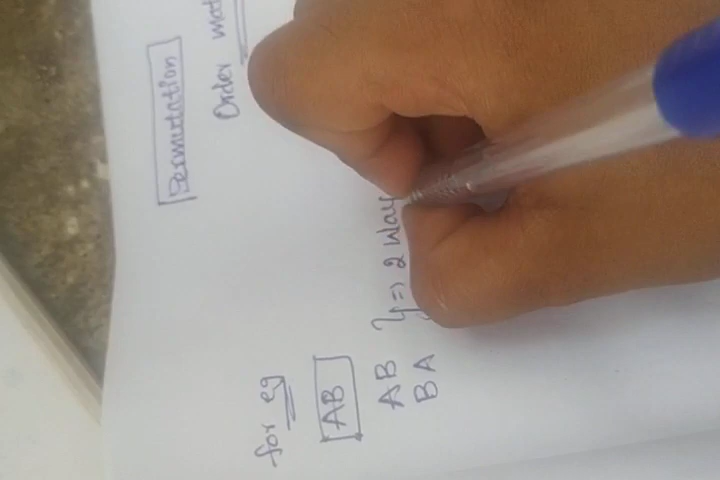 Permutation
Order
for eg
AB
AB } => 2 Way
BA